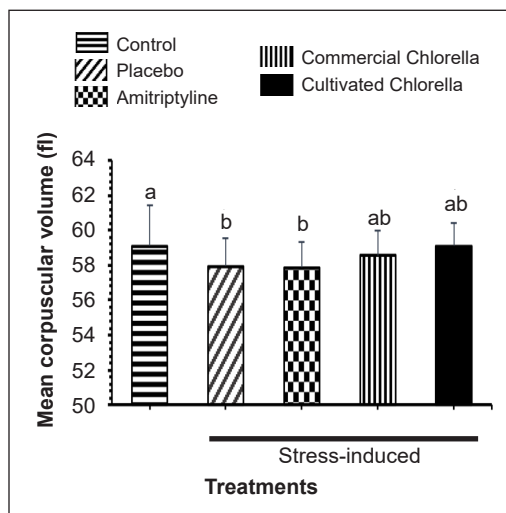 Control
Placebo
Amitriptyline
Commercial Chlorella
Cultivated Chlorella
Mean corpuscular volume (fl)
64
62
60
58
56
54
52
50
a
b
b
ab
ab
Stress-induced
Treatments